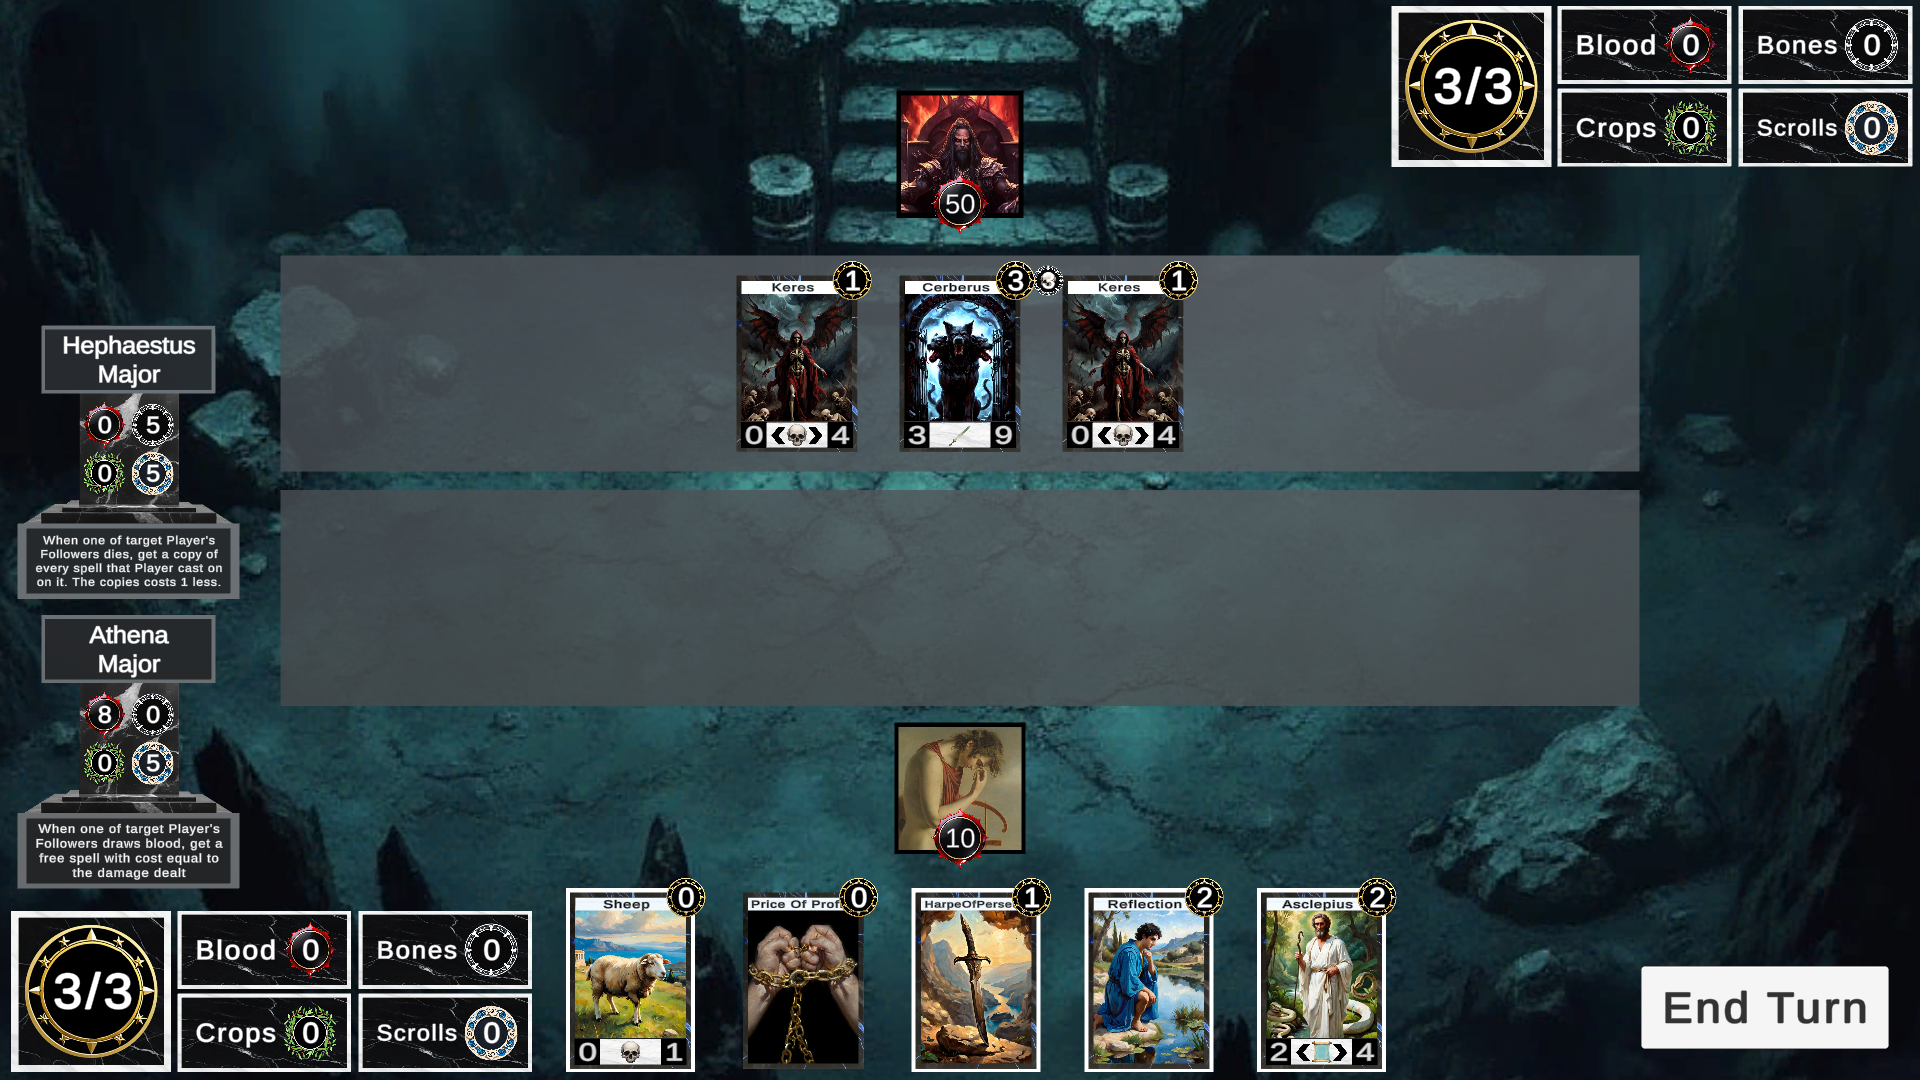 3/3
Blood 0
Bones 0
Crops 0
Scrolls 0
50
Keres 1
0 4
Cerberus 3
3 9
Keres 1
0 4
Hephaestus
Major
0 5
0 5
When one of target Player's
Followers dies, get a copy of
every spell that Player cast on
on it. The copies costs 1 less.
Athena
Major
8 0
0 5
When one of target Player's
Followers draws blood, get a
free spell with cost equal to
the damage dealt
10
3/3
Blood 0
Bones 0
Crops 0
Scrolls 0
Sheep 0
0 1
Price Of Prof 0
HarpeOfPerse 1
Reflection 2
Asclepius 2
2 4
End Turn